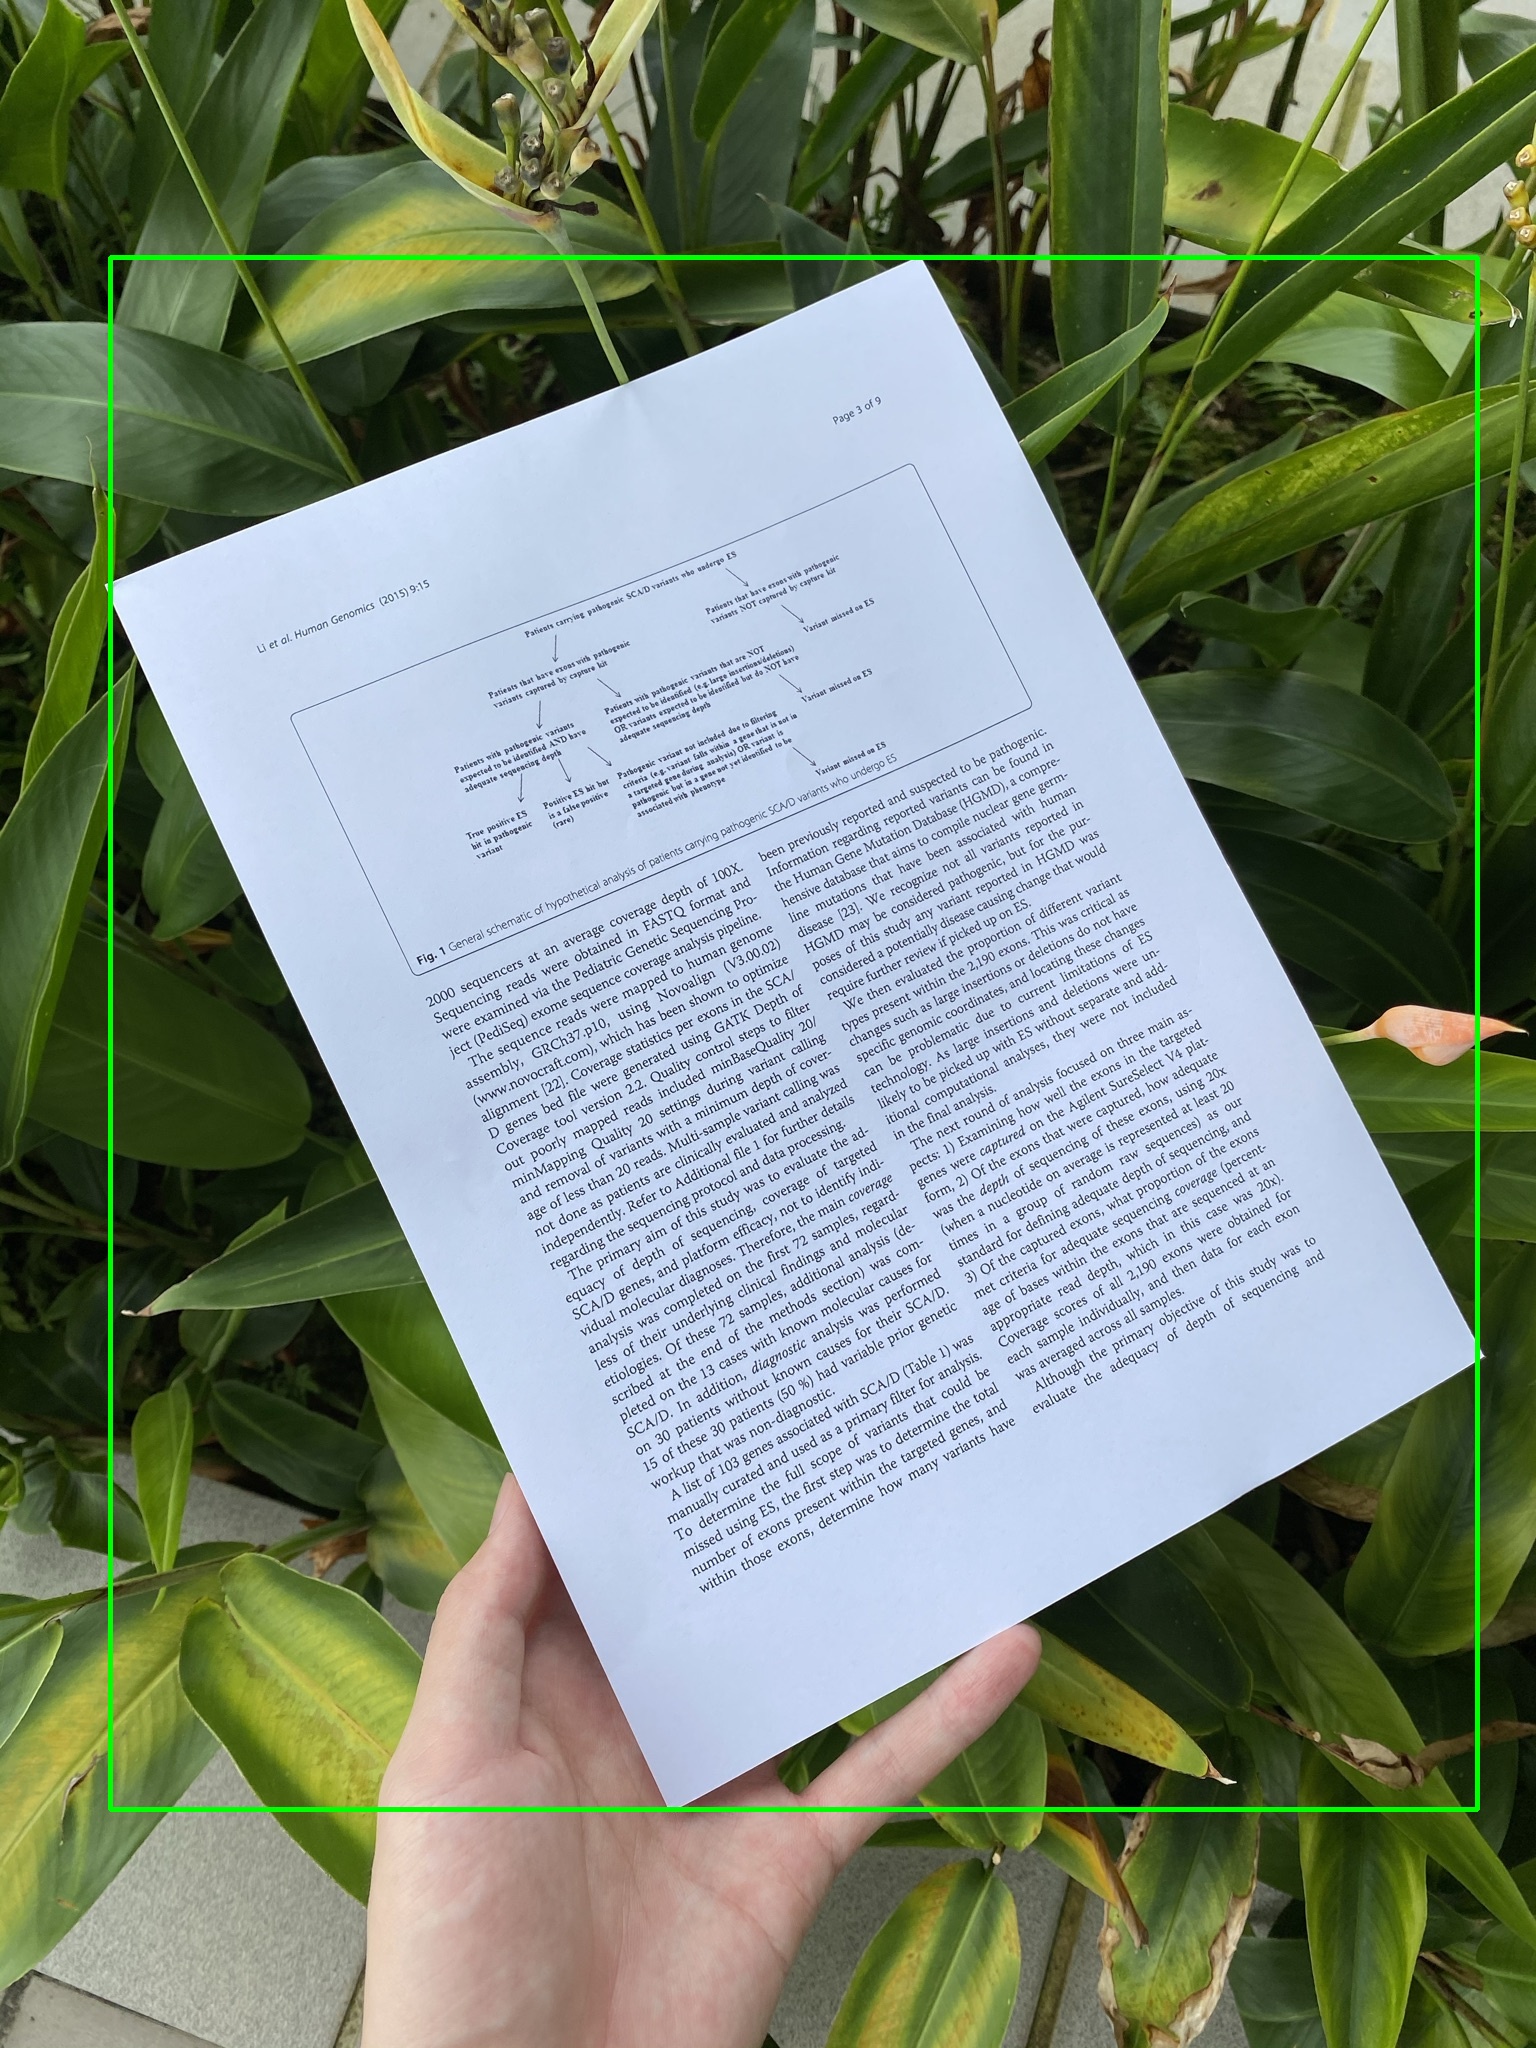 Li et al. Human Genomics (2015) 9:15
Page 3 of 9
Patients carrying pathogenic SCA/D variants who undergo ES
Patients that have exons with pathogenic
variants captured by capture kit
Patients that have exons with pathogenic
variants NOT captured by capture kit
Variant missed on ES
Patients with pathogenic variants
expected to be identified AND have
adequate sequencing depth
Patients with pathogenic variants that are NOT
expected to be identified (e.g. large insertions/deletions)
OR variants expected to be identified but do NOT have
adequate sequencing depth
Variant missed on ES
True positive ES
hit in pathogenic
variant
Positive ES hit but
is a false positive
(rare)
Pathogenic variant not included due to filtering
criteria (e.g. variant falls within a gene that is not in
a targeted gene during analysis) OR variant is
pathogenic but in a gene not yet identified to be
associated with phenotype
Variant missed on ES
Fig. 1 General schematic of hypothetical analysis of patients carrying pathogenic SCA/D variants who undergo ES
2000 sequencers at an average coverage depth of 100X.
Sequencing reads were obtained in FASTQ format and
were examined via the Pediatric Genetic Sequencing Pro-
ject (PediSeq) exome sequence coverage analysis pipeline.
The sequence reads were mapped to human genome
assembly, GRCh37.p10, using Novoalign (V3.00.02)
(www.novocraft.com), which has been shown to optimize
alignment [22]. Coverage statistics per exons in the SCA/
D genes bed file were generated using GATK Depth of
Coverage tool version 2.2. Quality control steps to filter
out poorly mapped reads included minBaseQuality 20/
minMapping Quality 20 settings during variant calling
and removal of variants with a minimum depth of cover-
age of less than 20 reads. Multi-sample variant calling was
not done as patients are clinically evaluated and analyzed
independently. Refer to Additional file 1 for further details
regarding the sequencing protocol and data processing.
The primary aim of this study was to evaluate the ad-
equacy of depth of sequencing, coverage of targeted
SCA/D genes, and platform efficacy, not to identify indi-
vidual molecular diagnoses. Therefore, the main coverage
analysis was completed on the first 72 samples, regard-
less of their underlying clinical findings and molecular
etiologies. Of these 72 samples, additional analysis (de-
scribed at the end of the methods section) was com-
pleted on the 13 cases with known molecular causes for
SCA/D. In addition, diagnostic analysis was performed
on 30 patients without known causes for their SCA/D.
15 of these 30 patients (50 %) had variable prior genetic
workup that was non-diagnostic.
A list of 103 genes associated with SCA/D (Table 1) was
manually curated and used as a primary filter for analysis.
To determine the full scope of variants that could be
missed using ES, the first step was to determine the total
number of exons present within the targeted genes, and
within those exons, determine how many variants have
been previously reported and suspected to be pathogenic.
Information regarding reported variants can be found in
the Human Gene Mutation Database (HGMD), a compre-
hensive database that aims to compile nuclear gene germ-
line mutations that have been associated with human
disease [23]. We recognize not all variants reported in
HGMD may be considered pathogenic, but for the pur-
poses of this study any variant reported in HGMD was
considered a potentially disease causing change that would
require further review if picked up on ES.
We then evaluated the proportion of different variant
types present within the 2,190 exons. This was critical as
changes such as large insertions or deletions do not have
specific genomic coordinates, and locating these changes
can be problematic due to current limitations of ES
technology. As large insertions and deletions were un-
likely to be picked up with ES without separate and add-
itional computational analyses, they were not included
in the final analysis.
The next round of analysis focused on three main as-
pects: 1) Examining how well the exons in the targeted
genes were captured on the Agilent SureSelect V4 plat-
form, 2) Of the exons that were captured, how adequate
was the depth of sequencing of these exons, using 20x
(when a nucleotide on average is represented at least 20
times in a group of random raw sequences) as our
standard for defining adequate depth of sequencing, and
3) Of the captured exons, what proportion of the exons
met criteria for adequate sequencing coverage (percent-
age of bases within the exons that are sequenced at an
appropriate read depth, which in this case was 20x).
Coverage scores of all 2,190 exons were obtained for
each sample individually, and then data for each exon
was averaged across all samples.
Although the primary objective of this study was to
evaluate the adequacy of depth of sequencing and